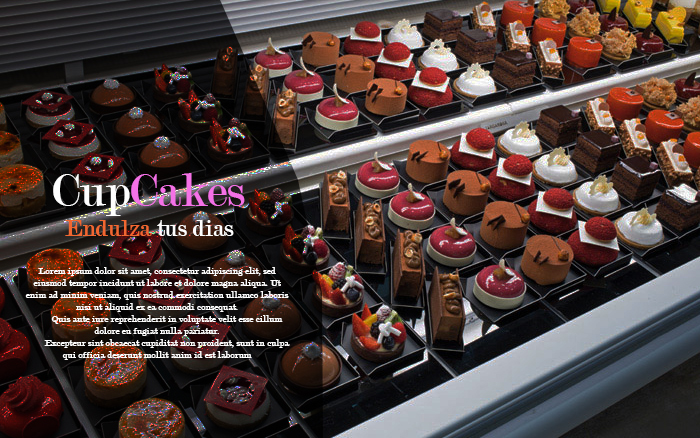 CupCakes
Endulza tus dias
Lorem ipsum dolor sit amet, consectetur adipiscing elit, sed
eiusmod tempor incidunt ut labore et dolore magna aliqua. Ut
enim ad minim veniam, quis nostrud exercitation ullamco laboris
nisi ut aliquid ex ea commodi consequat.
Quis aute iure reprehenderit in voluptate velit esse cillum
dolore eu fugiat nulla pariatur.
Excepteur sint obcaecat cupiditat non proident, sunt in culpa
qui officia deserunt mollit anim id est laborum